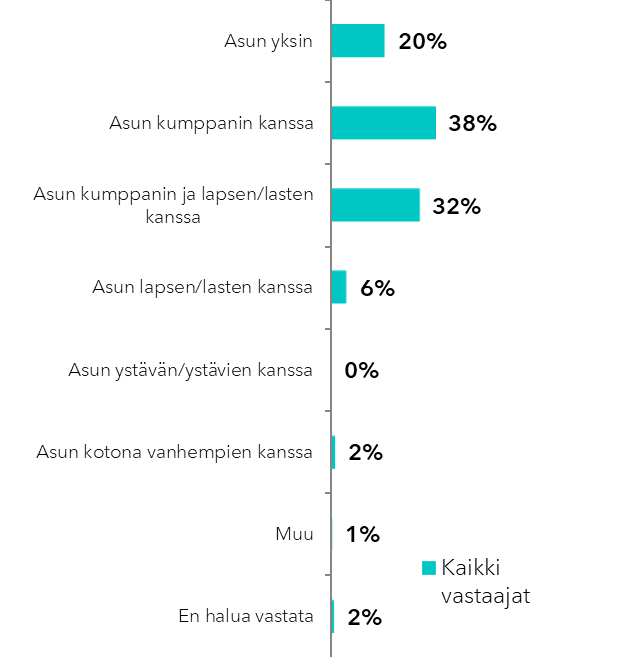 Asun yksin 20%
Asun kumppanin kanssa 38%
Asun kumppanin ja lapsen/lasten
kanssa 32%
Asun lapsen/lasten kanssa 6%
Asun ystävän/ystävien kanssa 0%
Asun kotona vanhempien kanssa 2%
Muu 1%
Kaikki
vastaajat
En halua vastata 2%